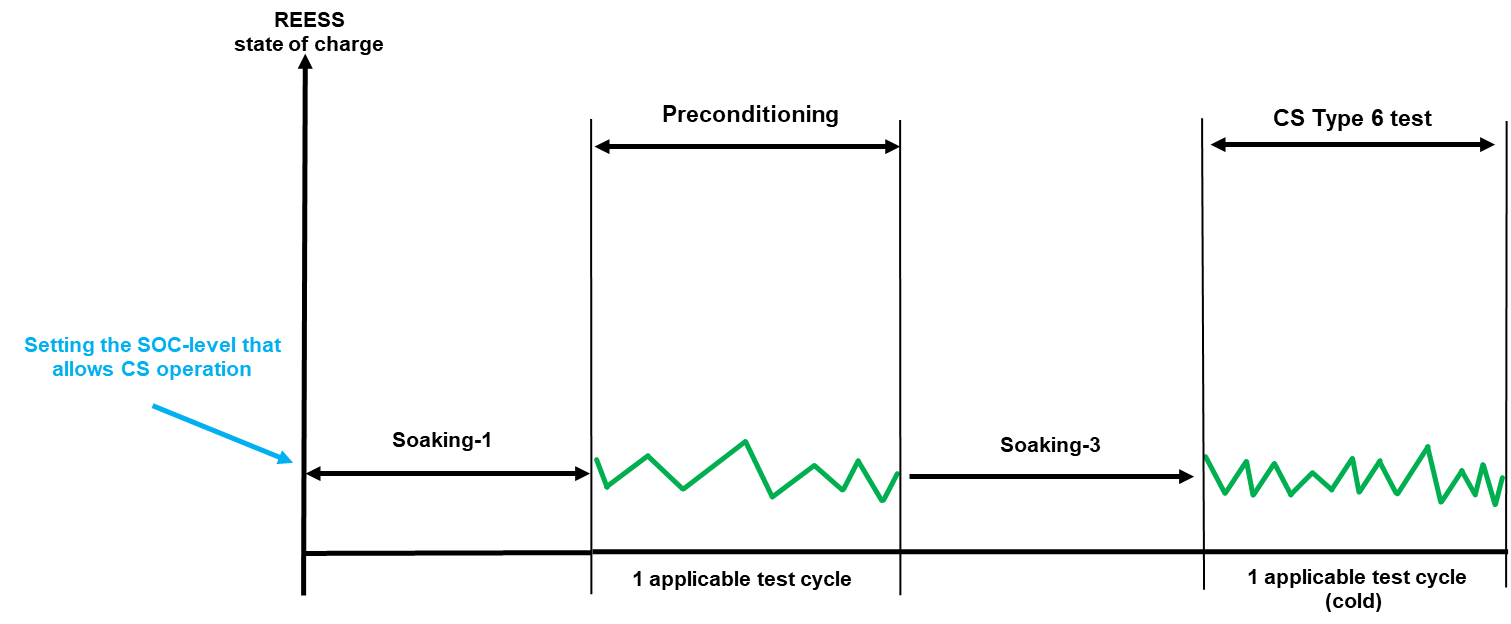 REESS
state of charge
Preconditioning
CS Type 6 test
Setting the SOC-level that
allows CS operation
Soaking-1
Soaking-3
1 applicable test cycle
1 applicable test cycle
(cold)